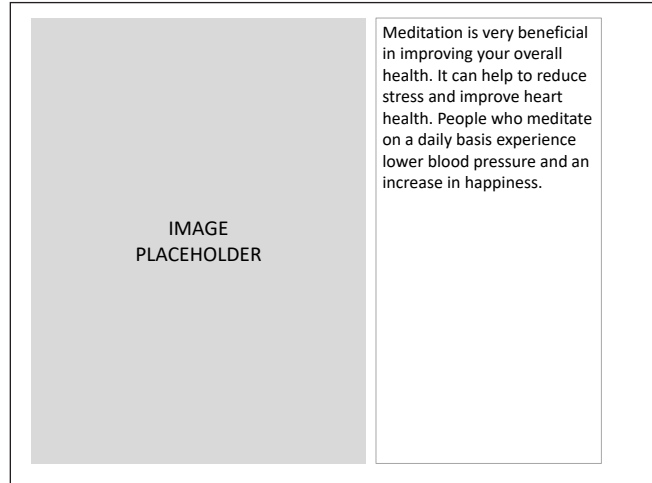 IMAGE
PLACEHOLDER
Meditation is very beneficial
in improving your overall
health. It can help to reduce
stress and improve heart
health. People who meditate
on a daily basis experience
lower blood pressure and an
increase in happiness.